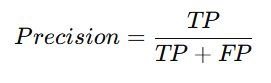 Precision = TP / (TP + FP)